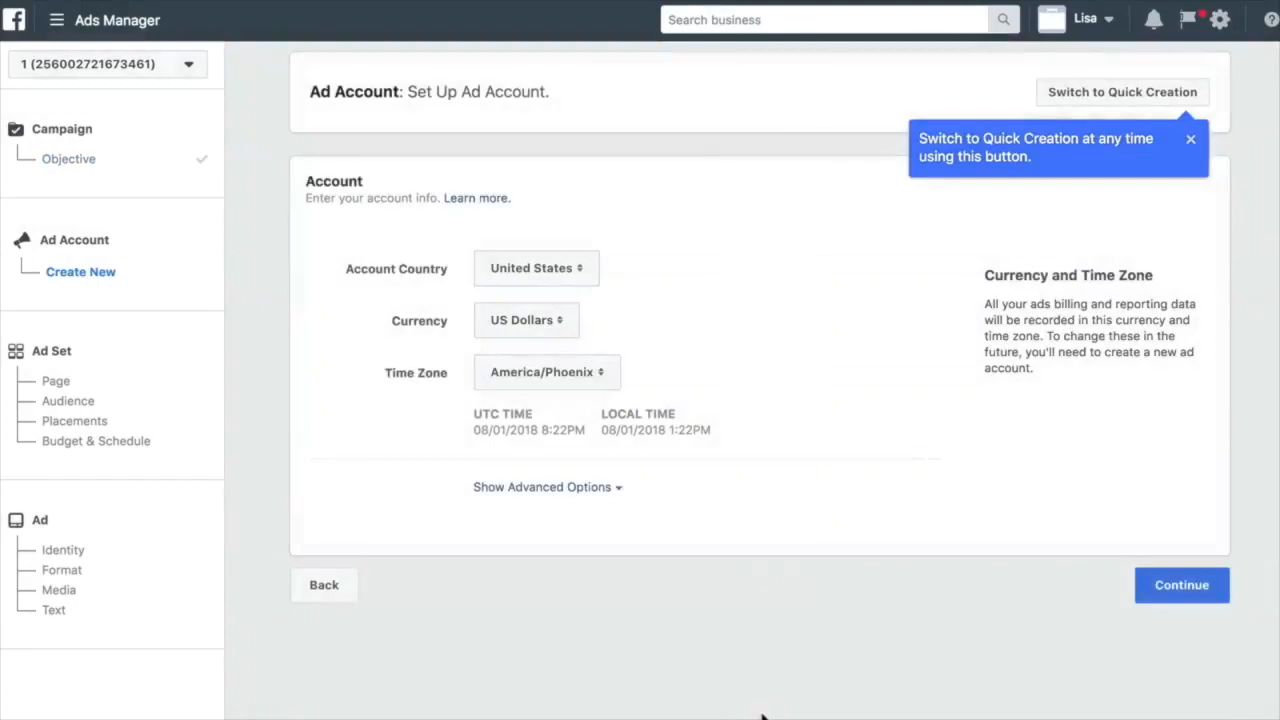 Ads Manager
Search business
Lisa
1 (256002721673461)
Campaign
Objective
Ad Account
Create New
Ad Set
Page
Audience
Placements
Budget & Schedule
Ad
Identity
Format
Media
Text
Ad Account: Set Up Ad Account.
Switch to Quick Creation
Switch to Quick Creation at any time
using this button.
Account
Enter your account info. Learn more.
Account Country
United States
Currency
US Dollars
Time Zone
America/Phoenix
UTC TIME
08/01/2018 8:22PM
LOCAL TIME
08/01/2018 1:22PM
Show Advanced Options
Currency and Time Zone
All your ads billing and reporting data
will be recorded in this currency and
time zone. To change these in the
future, you'll need to create a new ad
account.
Back
Continue